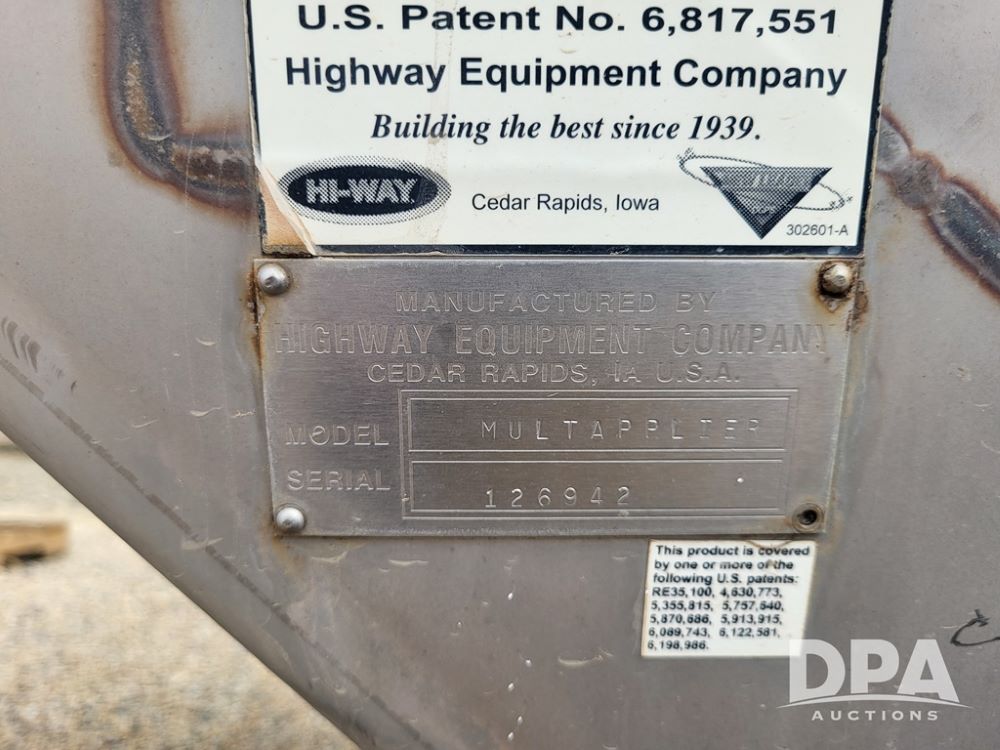 U.S. Patent No. 6,817,551
Highway Equipment Company
Building the best since 1939.
HI-WAY
Cedar Rapids, Iowa
302601-A
MANUFACTURED BY
HIGHWAY EQUIPMENT COMPANY
CEDAR RAPIDS, IA U.S.A.
MODEL MULTAPPLIER
SERIAL 126942
This product is covered
by one or more of the
following U.S. patents:
RE35,100, 4,630,773,
5,355,815, 5,757,640,
5,870,686, 5,913,915,
6,089,743, 6,122,581,
6,198,986.
DPA
AUCTIONS